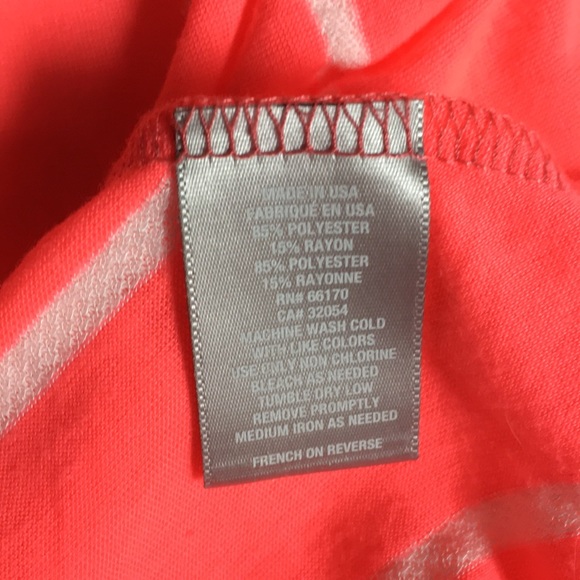 MADE IN USA
FABRIQUÉ EN USA
85% POLYESTER
15% RAYON
85% POLYESTER
15% RAYONNE
RN# 66170
CA# 32054
MACHINE WASH COLD
WITH LIKE COLORS
USE ONLY NON CHLORINE
BLEACH AS NEEDED
TUMBLE DRY LOW
REMOVE PROMPTLY
MEDIUM IRON AS NEEDED
FRENCH ON REVERSE